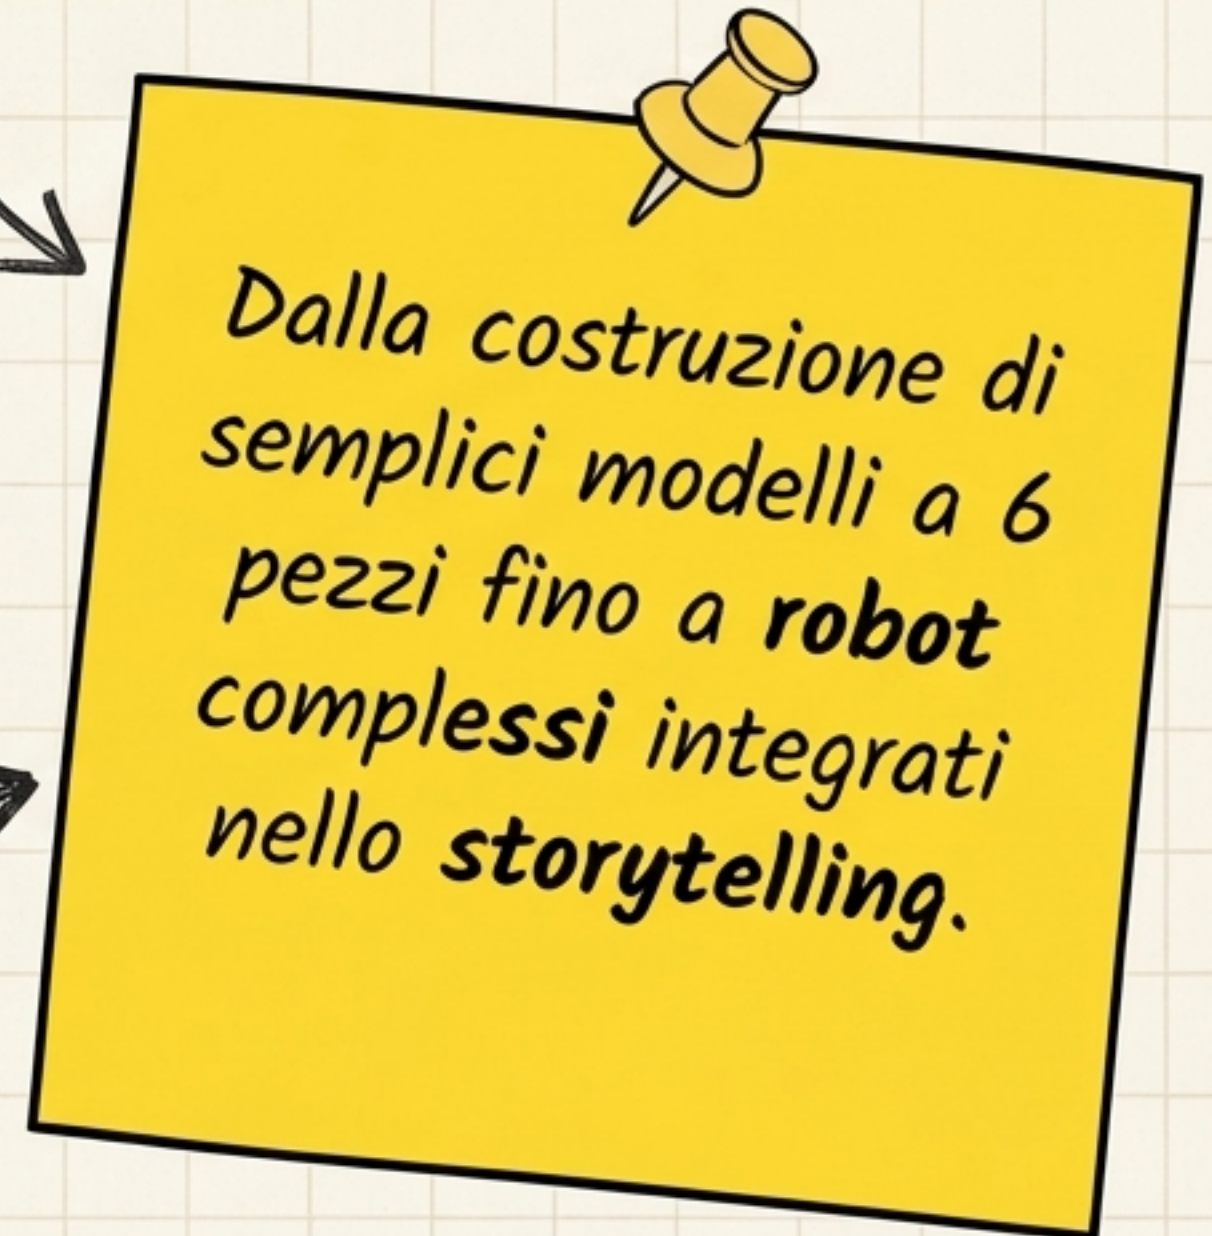 Dalla costruzione di
semplici modelli a 6
pezzi fino a robot
complessi integrati
nello storytelling.